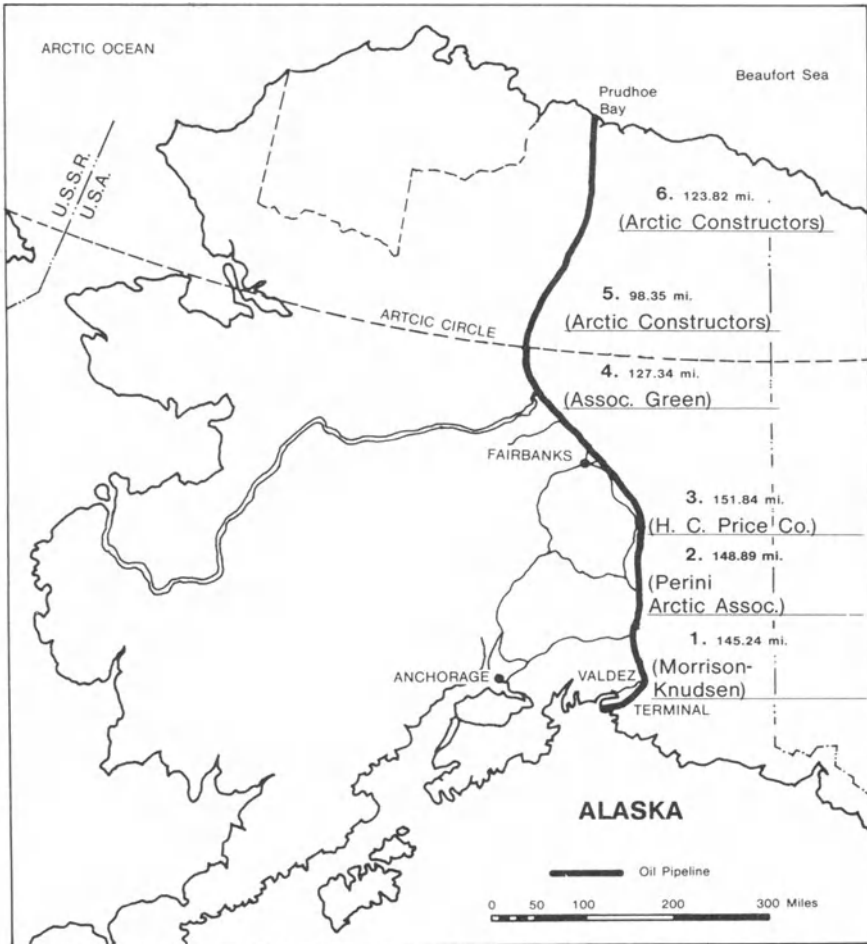 ARCTIC OCEAN
Beaufort Sea
Prudhoe
Bay
U.S.S.R.
U.S.A.
6. 123.82 mi.
(Arctic Constructors)
5. 98.35 mi.
(Arctic Constructors)
ARTCIC CIRCLE
4. 127.34 mi.
(Assoc. Green)
FAIRBANKS
3. 151.84 mi.
(H. C. Price Co.)
2. 148.89 mi.
(Perini
Arctic Assoc.)
1. 145.24 mi.
(Morrison-
Knudsen)
ANCHORAGE
VALDEZ
TERMINAL
ALASKA
Oil Pipeline
0 50 100 200 300 Miles